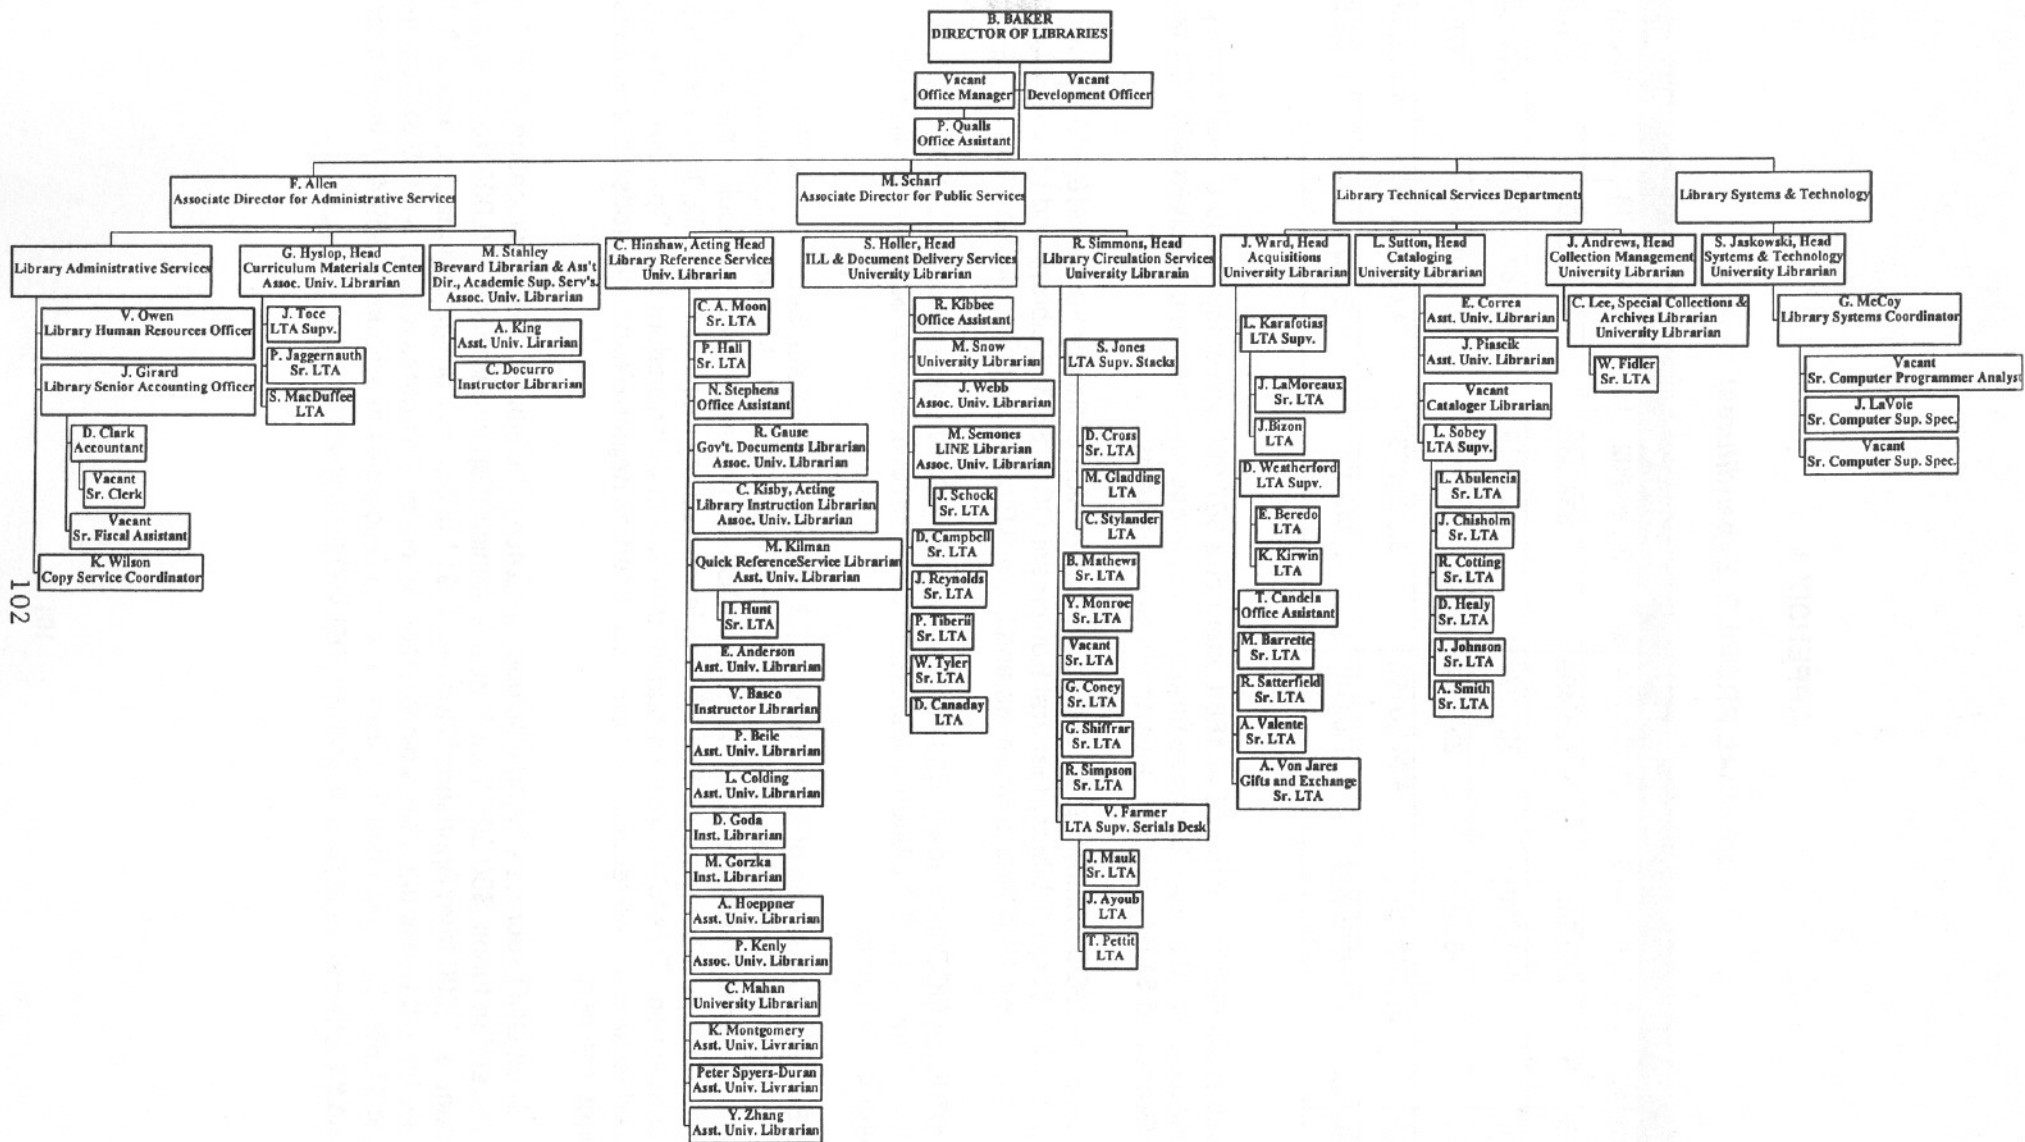 B. BAKER
DIRECTOR OF LIBRARIES
Vacant
Office Manager
Vacant
Development Officer
P. Qualls
Office Assistant
F. Allen
Associate Director for Administrative Services
M. Scharf
Associate Director for Public Services
Library Technical Services Departments
Library Systems & Technology
Library Administrative Services
V. Owen
Library Human Resources Officer
J. Girard
Library Senior Accounting Officer
D. Clark
Accountant
Vacant
Sr. Clerk
Vacant
Sr. Fiscal Assistant
K. Wilson
Copy Service Coordinator
G. Hyslop, Head
Curriculum Materials Center
Assoc. Univ. Librarian
J. Toce
LTA Supv.
P. Jaggernauth
Sr. LTA
S. MacDuffee
LTA
M. Stahley
Brevard Librarian & Ass't
Dir., Academic Sup. Serv's.
Assoc. Univ. Librarian
A. King
Asst. Univ. Lirarian
C. Docurro
Instructor Librarian
C. Hinshaw, Acting Head
Library Reference Services
Univ. Librarian
C. A. Moon
Sr. LTA
P. Hall
Sr. LTA
N. Stephens
Office Assistant
R. Gause
Gov't. Documents Librarian
Assoc. Univ. Librarian
C. Kisby, Acting
Library Instruction Librarian
Assoc. Univ. Librarian
M. Kilman
Quick ReferenceService Librarian
Asst. Univ. Librarian
I. Hunt
Sr. LTA
E. Anderson
Asst. Univ. Librarian
V. Basco
Instructor Librarian
P. Beile
Asst. Univ. Librarian
L. Colding
Asst. Univ. Librarian
D. Goda
Inst. Librarian
M. Gorzka
Inst. Librarian
A. Hoeppner
Asst. Univ. Librarian
P. Kenly
Assoc. Univ. Librarian
C. Mahan
University Librarian
K. Montgomery
Asst. Univ. Livrarian
Peter Spyers-Duran
Asst. Univ. Livrarian
Y. Zhang
Asst. Univ. Librarian
S. Holler, Head
ILL & Document Delivery Services
University Librarian
R. Kibbee
Office Assistant
M. Snow
University Librarian
J. Webb
Assoc. Univ. Librarian
M. Semones
LINE Librarian
Assoc. Univ. Librarian
J. Schock
Sr. LTA
D. Campbell
Sr. LTA
J. Reynolds
Sr. LTA
P. Tiberii
Sr. LTA
W. Tyler
Sr. LTA
D. Canaday
LTA
R. Simmons, Head
Library Circulation Services
University Librarain
S. Jones
LTA Supv. Stacks
D. Cross
Sr. LTA
M. Gladding
LTA
C. Stylander
LTA
B. Mathews
Sr. LTA
Y. Monroe
Sr. LTA
Vacant
Sr. LTA
G. Coney
Sr. LTA
G. Shiffrar
Sr. LTA
R. Simpson
Sr. LTA
V. Farmer
LTA Supv. Serials Desk
J. Mauk
Sr. LTA
J. Ayoub
LTA
T. Pettit
LTA
J. Ward, Head
Acquisitions
University Librarian
L. Karafotias
LTA Supv.
J. LaMoreaux
Sr. LTA
J.Bizon
LTA
D. Weatherford
LTA Supv.
E. Beredo
LTA
K. Kirwin
LTA
T. Candela
Office Assistant
M. Barrette
Sr. LTA
R. Satterfield
Sr. LTA
A. Valente
Sr. LTA
A. Von Jares
Gifts and Exchange
Sr. LTA
L. Sutton, Head
Cataloging
University Librarian
E. Correa
Asst. Univ. Librarian
J. Piascik
Asst. Univ. Librarian
Vacant
Cataloger Librarian
L. Sobey
LTA Supv.
L. Abulencia
Sr. LTA
J. Chisholm
Sr. LTA
R. Cotting
Sr. LTA
D. Healy
Sr. LTA
J. Johnson
Sr. LTA
A. Smith
Sr. LTA
J. Andrews, Head
Collection Management
University Librarian
C. Lee, Special Collections &
Archives Librarian
University Librarian
W. Fidler
Sr. LTA
S. Jaskowski, Head
Systems & Technology
University Librarian
G. McCoy
Library Systems Coordinator
Vacant
Sr. Computer Programmer Analyst
J. LaVoie
Sr. Computer Sup. Spec.
Vacant
Sr. Computer Sup. Spec.
102